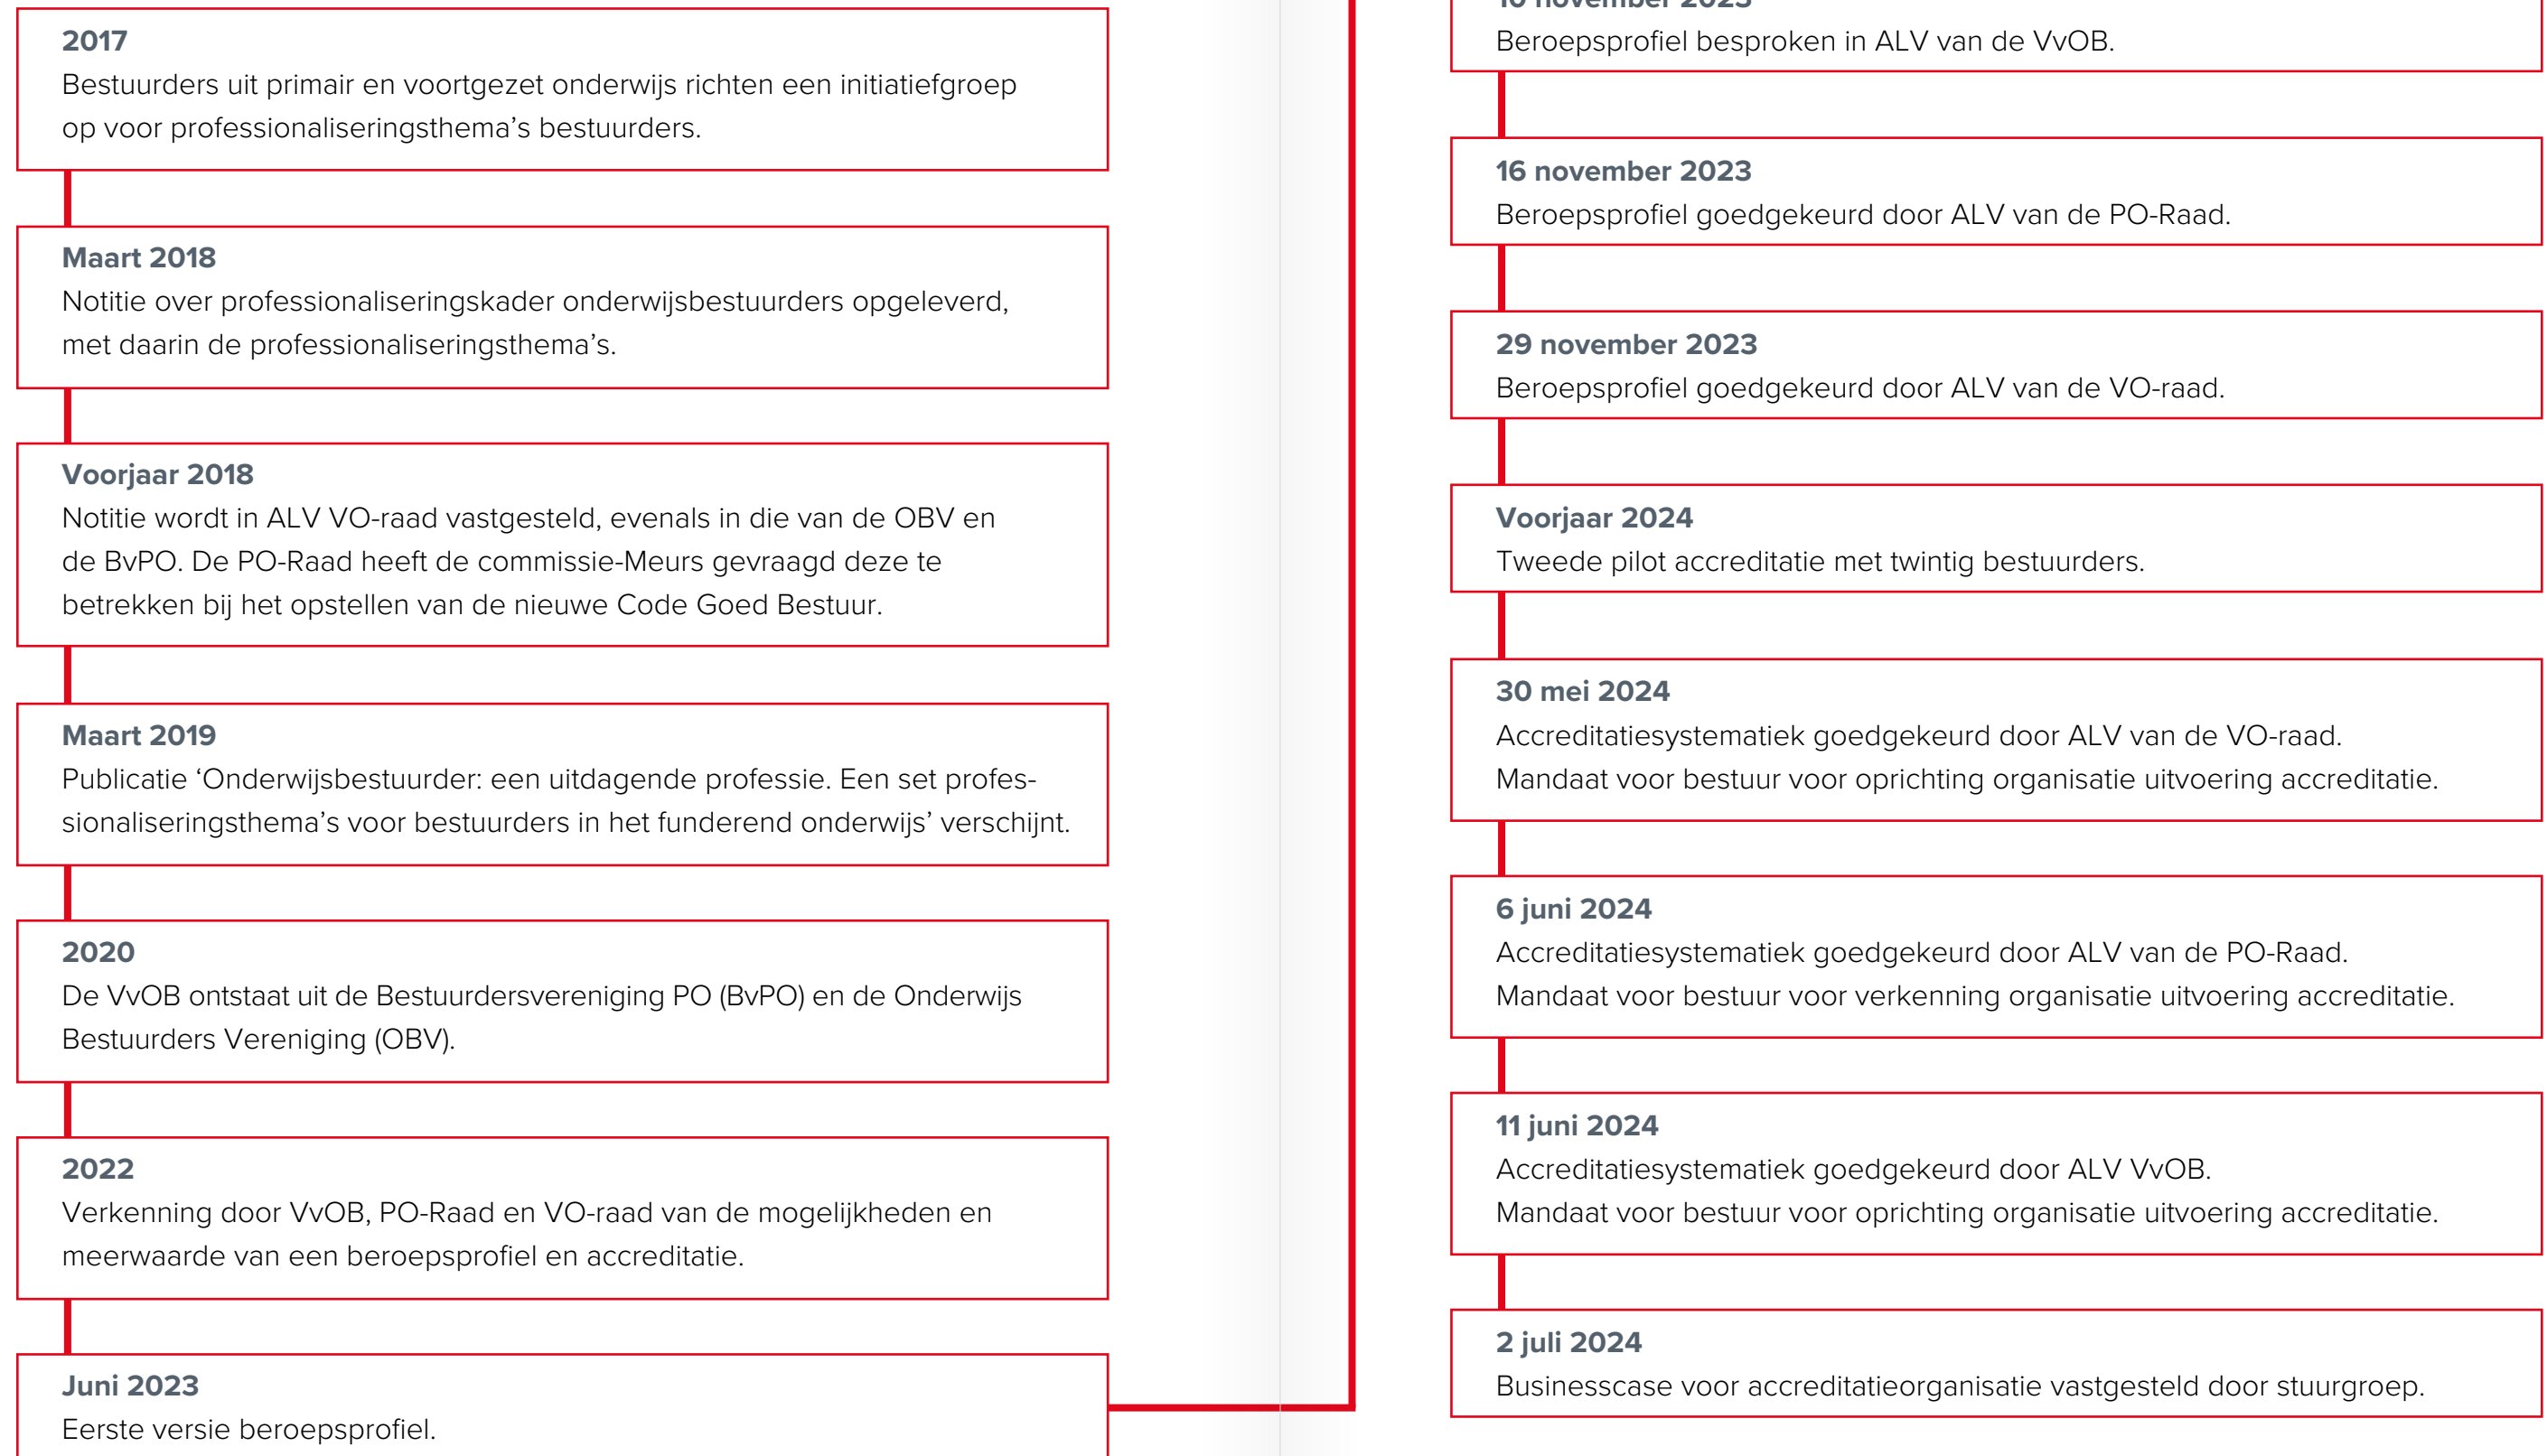 2017
Bestuurders uit primair en voortgezet onderwijs richten een initiatiefgroep
op voor professionaliseringsthema’s bestuurders.
Maart 2018
Notitie over professionaliseringskader onderwijsbestuurders opgeleverd,
met daarin de professionaliseringsthema’s.
Voorjaar 2018
Notitie wordt in ALV VO-raad vastgesteld, evenals in die van de OBV en
de BvPO. De PO-Raad heeft de commissie-Meurs gevraagd deze te
betrekken bij het opstellen van de nieuwe Code Goed Bestuur.
Maart 2019
Publicatie ‘Onderwijsbestuurder: een uitdagende professie. Een set profes-
sionaliseringsthema’s voor bestuurders in het funderend onderwijs’ verschijnt.
2020
De VvOB ontstaat uit de Bestuurdersvereniging PO (BvPO) en de Onderwijs
Bestuurders Vereniging (OBV).
2022
Verkenning door VvOB, PO-Raad en VO-raad van de mogelijkheden en
meerwaarde van een beroepsprofiel en accreditatie.
Juni 2023
Eerste versie beroepsprofiel.
10 november 2023
Beroepsprofiel besproken in ALV van de VvOB.
16 november 2023
Beroepsprofiel goedgekeurd door ALV van de PO-Raad.
29 november 2023
Beroepsprofiel goedgekeurd door ALV van de VO-raad.
Voorjaar 2024
Tweede pilot accreditatie met twintig bestuurders.
30 mei 2024
Accreditatiesystematiek goedgekeurd door ALV van de VO-raad.
Mandaat voor bestuur voor oprichting organisatie uitvoering accreditatie.
6 juni 2024
Accreditatiesystematiek goedgekeurd door ALV van de PO-Raad.
Mandaat voor bestuur voor verkenning organisatie uitvoering accreditatie.
11 juni 2024
Accreditatiesystematiek goedgekeurd door ALV VvOB.
Mandaat voor bestuur voor oprichting organisatie uitvoering accreditatie.
2 juli 2024
Businesscase voor accreditatieorganisatie vastgesteld door stuurgroep.